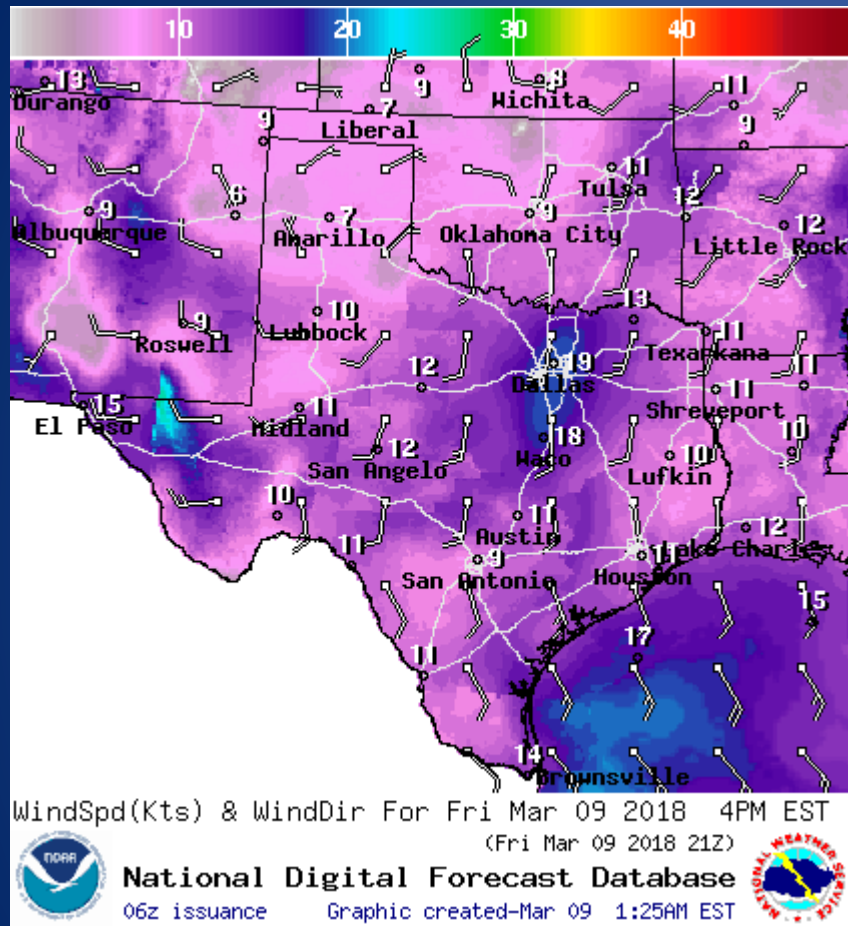 10 20 30 40
13 9 8 11
Durango Wichita
7 9
Liberal
9
11
Tulsa
9 6 7 9 12 12
Albuquerque Amarillo Oklahoma City Little Rock
10 13
9 Lubbock 11
Roswell Texarkana
19
12 Dallas 11 11
15 11 Shreveport
El Paso Midland
12 18 10 10
San Angelo Waco Lufkin
10 11 12
Austin Lake Charles
11 9 11
San Antonio Houston
15
17
11
14
Brownsville
WindSpd(Kts) & WindDir For Fri Mar 09 2018 4PM EST
(Fri Mar 09 2018 21Z)
NOAA
National Digital Forecast Database
06z issuance Graphic created-Mar 09 1:25AM EST
NATIONAL WEATHER SERVICE